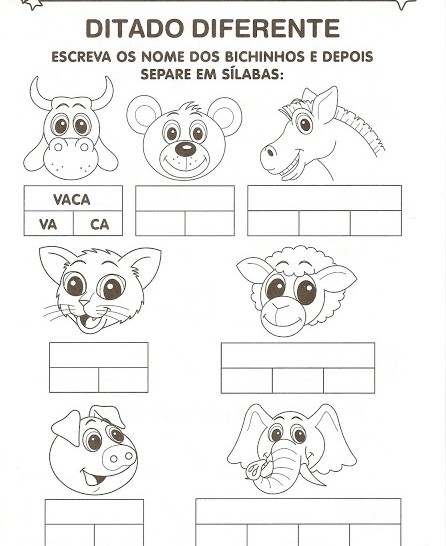 DITADO DIFERENTE
ESCREVA OS NOME DOS BICHINHOS E DEPOIS
SEPARE EM SÍLABAS:
VACA
VA CA